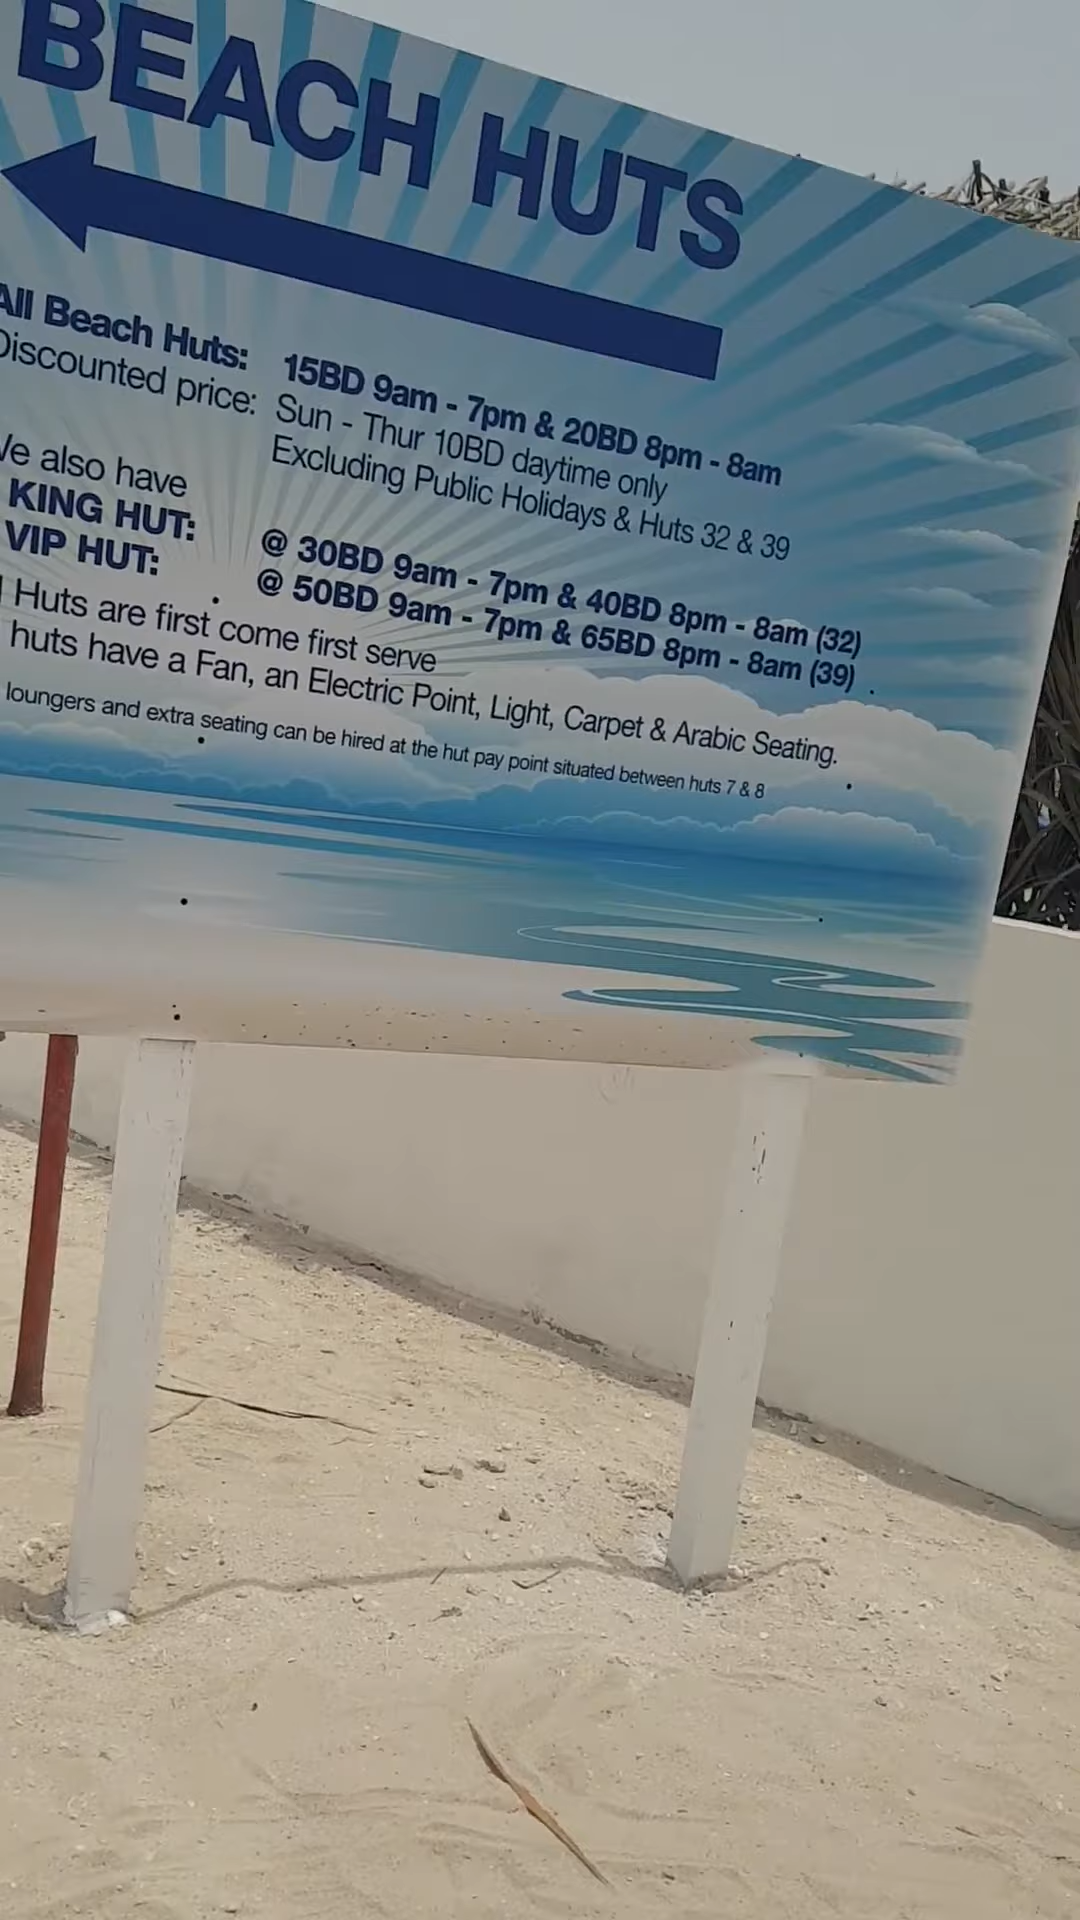 BEACH HUTS
All Beach Huts: 15BD 9am - 7pm & 20BD 8pm - 8am
Discounted price: Sun - Thur 10BD daytime only
Excluding Public Holidays & Huts 32 & 39
We also have
KING HUT: @ 30BD 9am - 7pm & 40BD 8pm - 8am (32)
VIP HUT: @ 50BD 9am - 7pm & 65BD 8pm - 8am (39)
Huts are first come first serve
huts have a Fan, an Electric Point, Light, Carpet & Arabic Seating.
loungers and extra seating can be hired at the hut pay point situated between huts 7 & 8